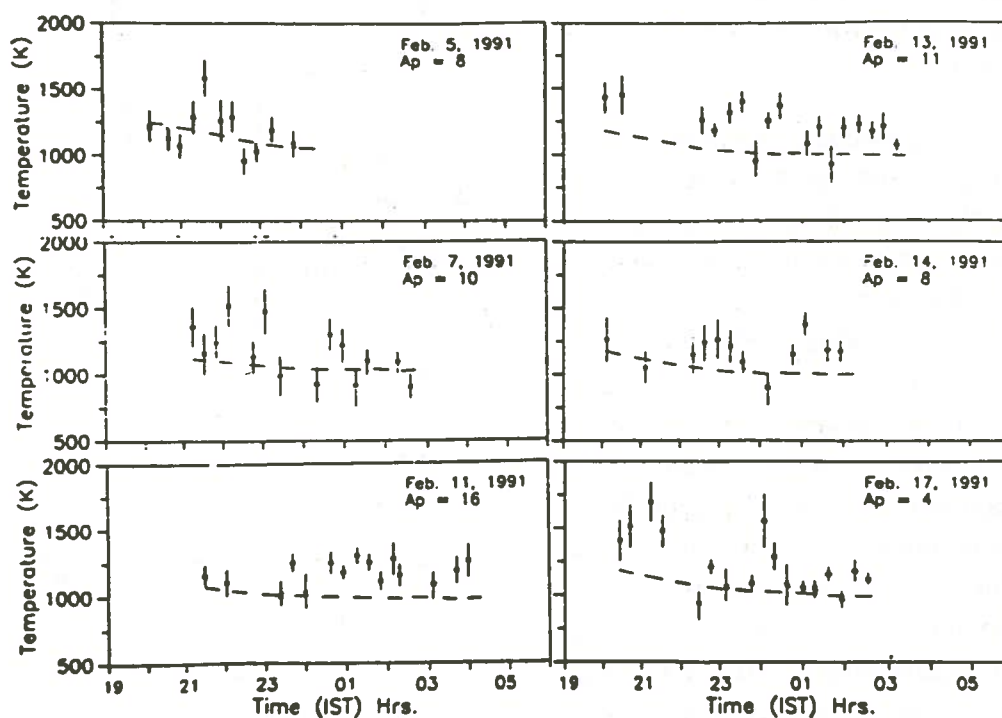 Temperature (K)
2000
1500
1000
500
Feb. 5, 1991
Ap = 8
Feb. 13, 1991
Ap = 11
Temperature (K)
2000
1500
1000
500
Feb. 7, 1991
Ap = 10
Feb. 14, 1991
Ap = 8
Temperature (K)
2000
1500
1000
500
Feb. 11, 1991
Ap = 16
Feb. 17, 1991
Ap = 4
19 21 23 01 03 05
Time (IST) Hrs.
19 21 23 01 03 05
Time (IST) Hrs.